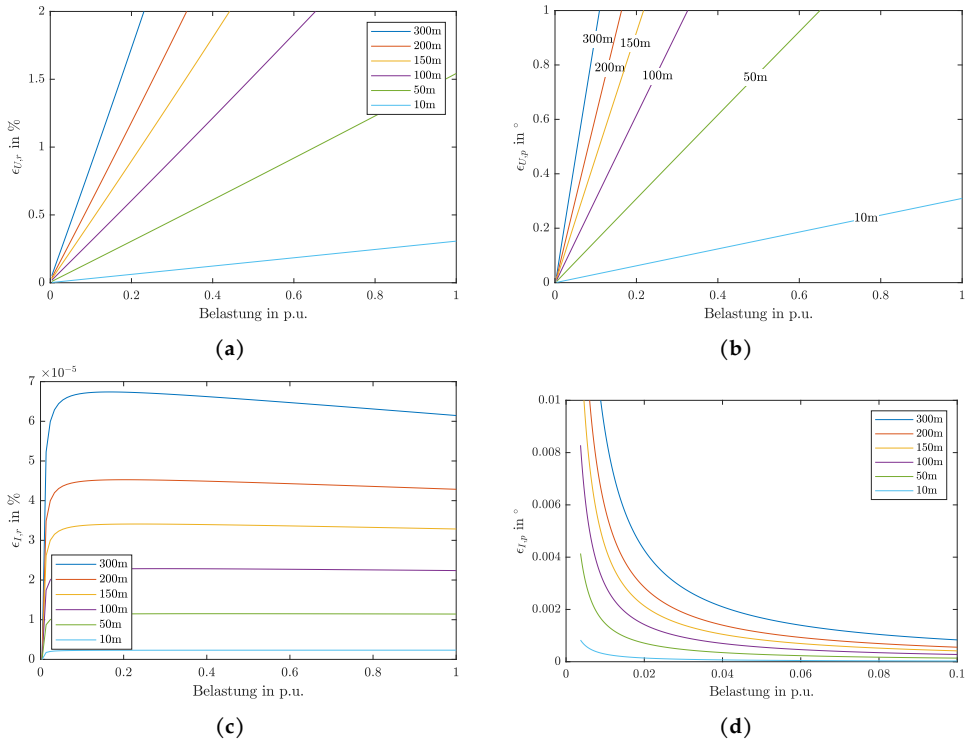 2
1.5
1
0.5
0
ϵU,r in %
300m
200m
150m
100m
50m
10m
0 0.2 0.4 0.6 0.8 1
Belastung in p.u.
(a)
1
0.8
0.6
0.4
0.2
0
ϵU,p in °
300m
200m
150m
100m
50m
10m
0 0.2 0.4 0.6 0.8 1
Belastung in p.u.
(b)
×10⁻⁵
7
6
5
4
3
2
1
0
ϵI,r in %
300m
200m
150m
100m
50m
10m
0 0.2 0.4 0.6 0.8 1
Belastung in p.u.
(c)
0.01
0.008
0.006
0.004
0.002
0
ϵI,p in °
300m
200m
150m
100m
50m
10m
0 0.02 0.04 0.06 0.08 0.1
Belastung in p.u.
(d)